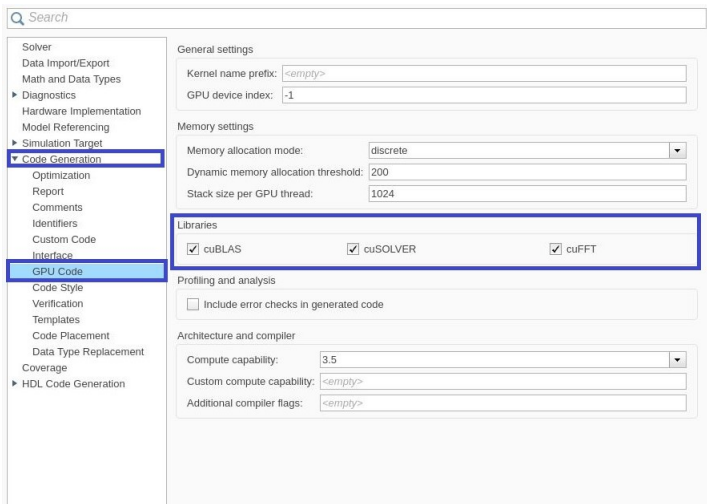 Search
Solver
Data Import/Export
Math and Data Types
Diagnostics
Hardware Implementation
Model Referencing
Simulation Target
Code Generation
Optimization
Report
Comments
Identifiers
Custom Code
Interface
GPU Code
Code Style
Verification
Templates
Code Placement
Data Type Replacement
Coverage
HDL Code Generation
General settings
Kernel name prefix: <empty>
GPU device index: -1
Memory settings
Memory allocation mode: discrete
Dynamic memory allocation threshold: 200
Stack size per GPU thread: 1024
Libraries
cuBLAS cuSOLVER cuFFT
Profiling and analysis
Include error checks in generated code
Architecture and compiler
Compute capability: 3.5
Custom compute capability: <empty>
Additional compiler flags: <empty>